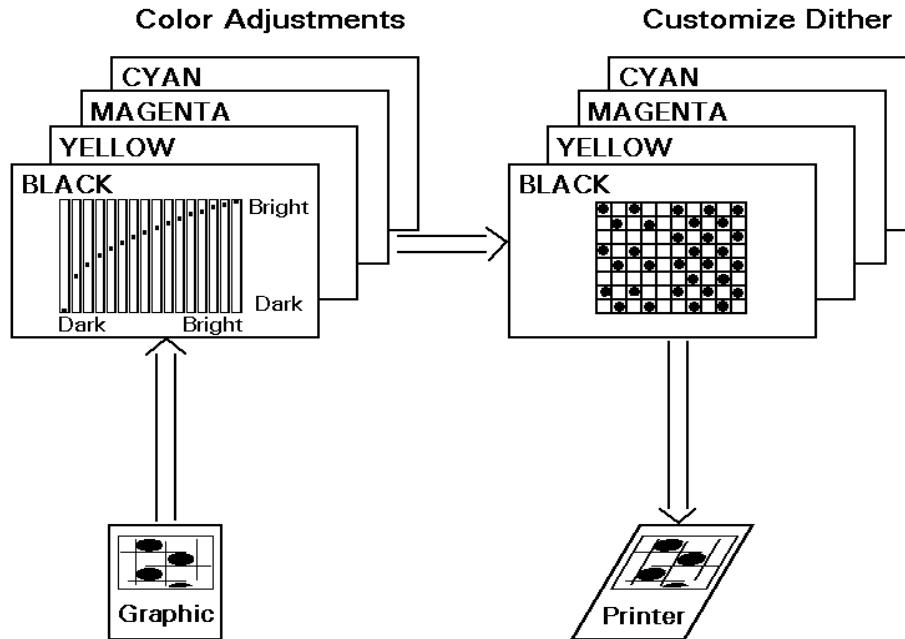 Color Adjustments
CYAN
MAGENTA
YELLOW
BLACK
Bright
Dark
Dark Bright
Graphic
Customize Dither
CYAN
MAGENTA
YELLOW
BLACK
Printer